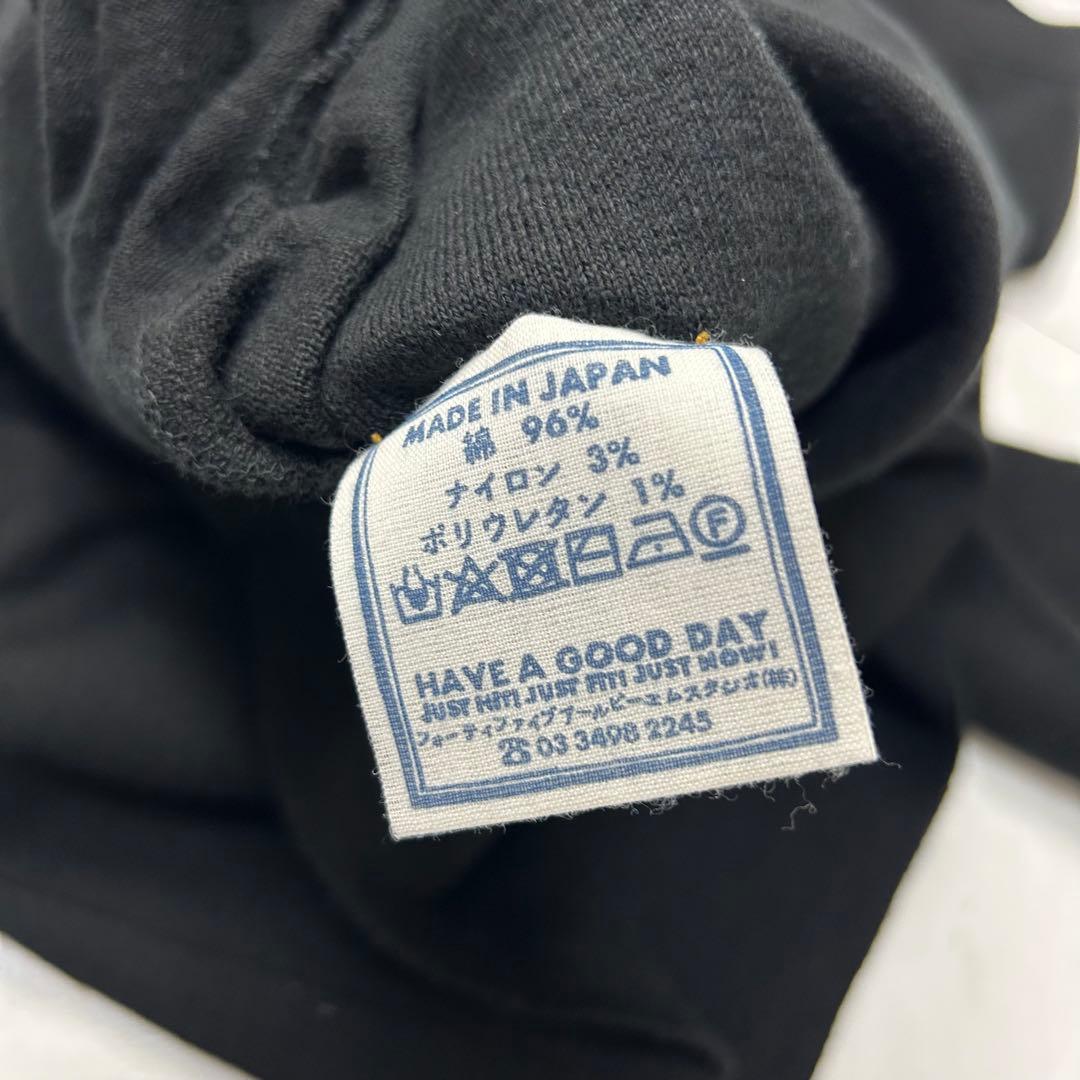 MADE IN JAPAN
綿 96%
ナイロン 3%
ポリウレタン 1%
F
HAVE A GOOD DAY
JUST HIT! JUST FIT! JUST NOW!
フォーティファイブアールピーエムスタジオ(株)
☎ 03 3498 2245